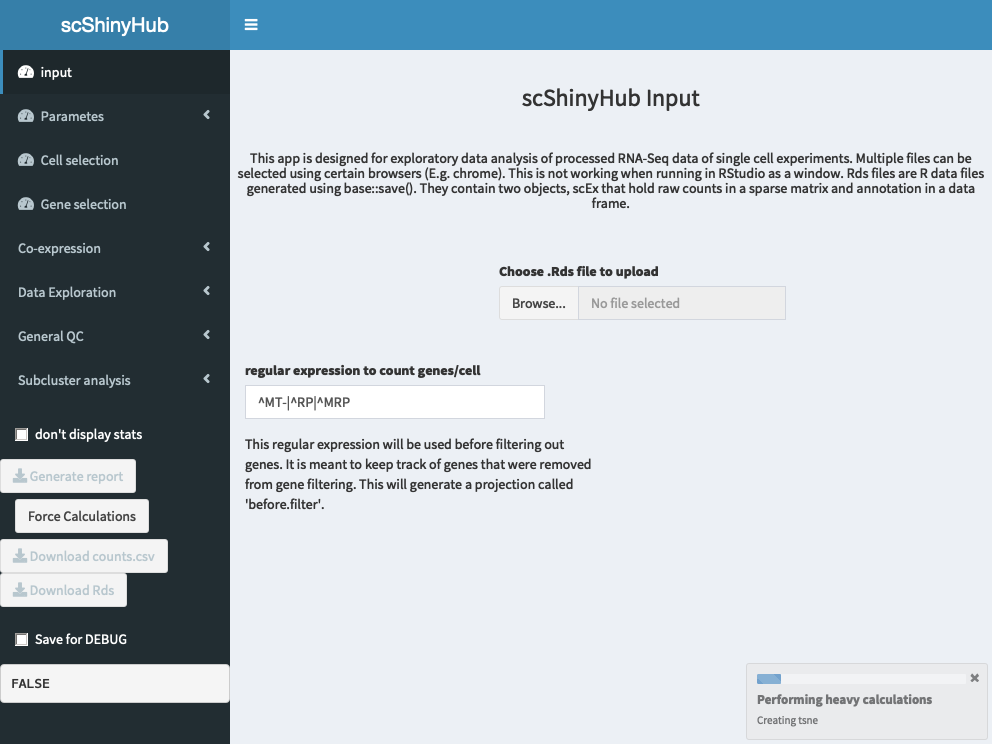 scShinyHub
input
Parametes
Cell selection
Gene selection
Co-expression
Data Exploration
General QC
Subcluster analysis
don't display stats
Generate report
Force Calculations
Download counts.csv
Download Rds
Save for DEBUG
FALSE
scShinyHub Input
This app is designed for exploratory data analysis of processed RNA-Seq data of single cell experiments. Multiple files can be
selected using certain browsers (E.g. chrome). This is not working when running in RStudio as a window. Rds files are R data files
generated using base::save(). They contain two objects, scEx that hold raw counts in a sparse matrix and annotation in a data
frame.
Choose .Rds file to upload
Browse... No file selected
regular expression to count genes/cell
^MT-|^RP|^MRP
This regular expression will be used before filtering out
genes. It is meant to keep track of genes that were removed
from gene filtering. This will generate a projection called
'before.filter'.
Performing heavy calculations
Creating tsne